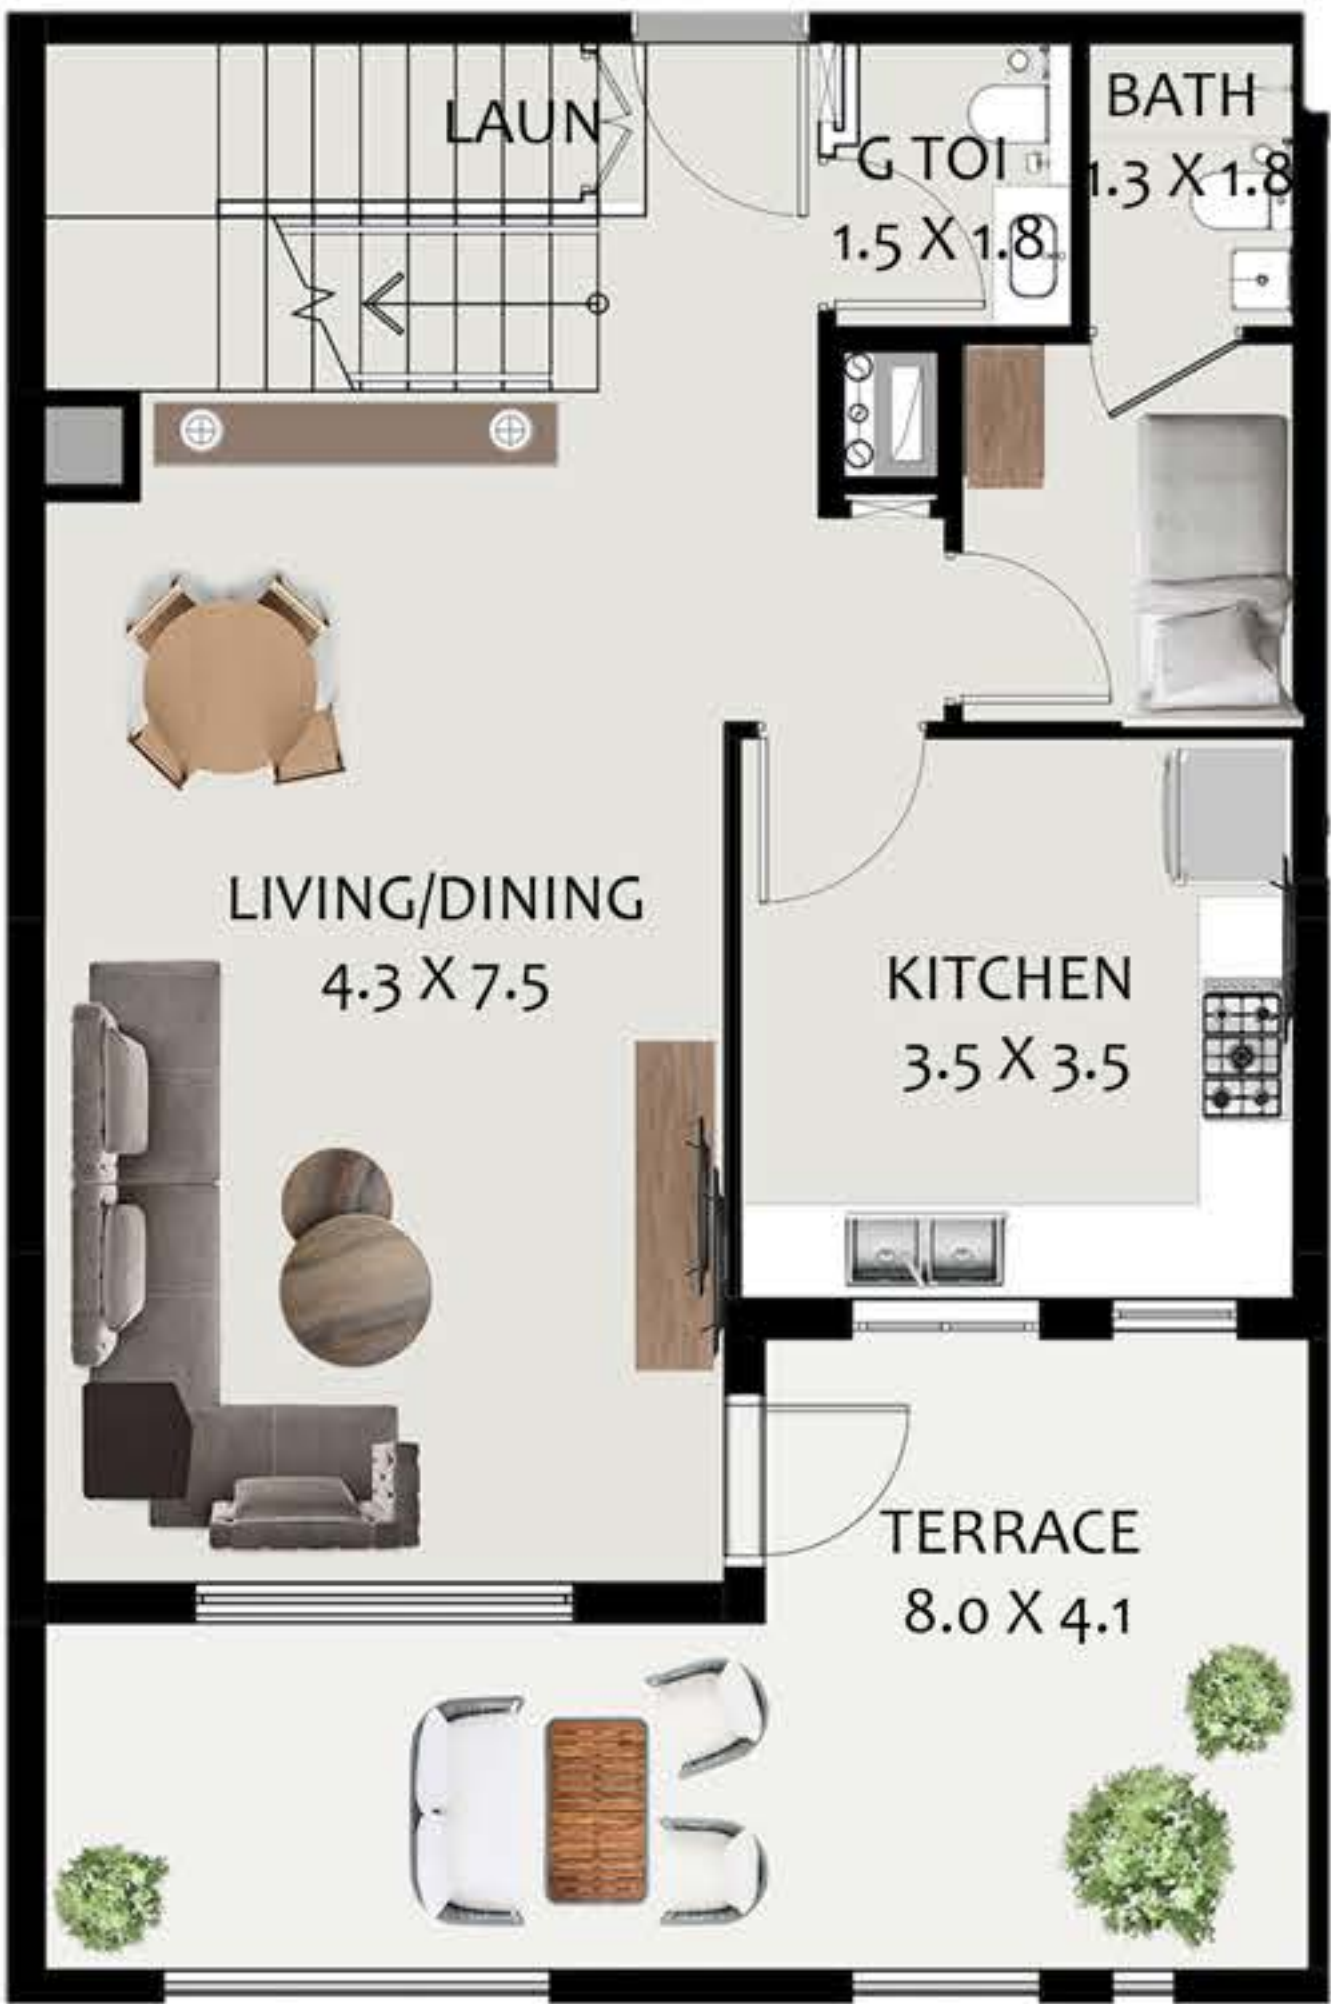 LAUN
G TOI
1.5 X 1.8
BATH
1.3 X 1.8
LIVING/DINING
4.3 X 7.5
KITCHEN
3.5 X 3.5
TERRACE
8.0 X 4.1